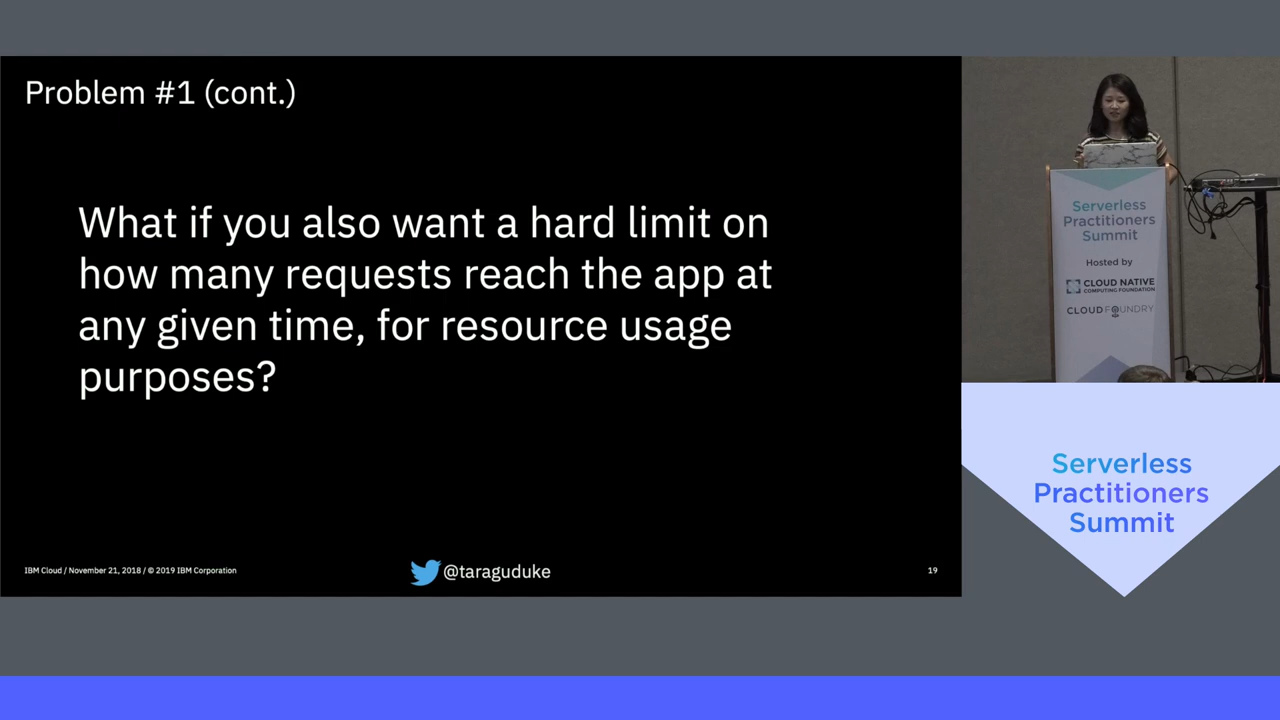 Problem #1 (cont.)
What if you also want a hard limit on
how many requests reach the app at
any given time, for resource usage
purposes?
IBM Cloud / November 21, 2018 / © 2019 IBM Corporation
@taraguduke
19
Serverless
Practitioners
Summit
Hosted by
CLOUD NATIVE
COMPUTING FOUNDATION
CLOUD FOUNDRY
Serverless
Practitioners
Summit